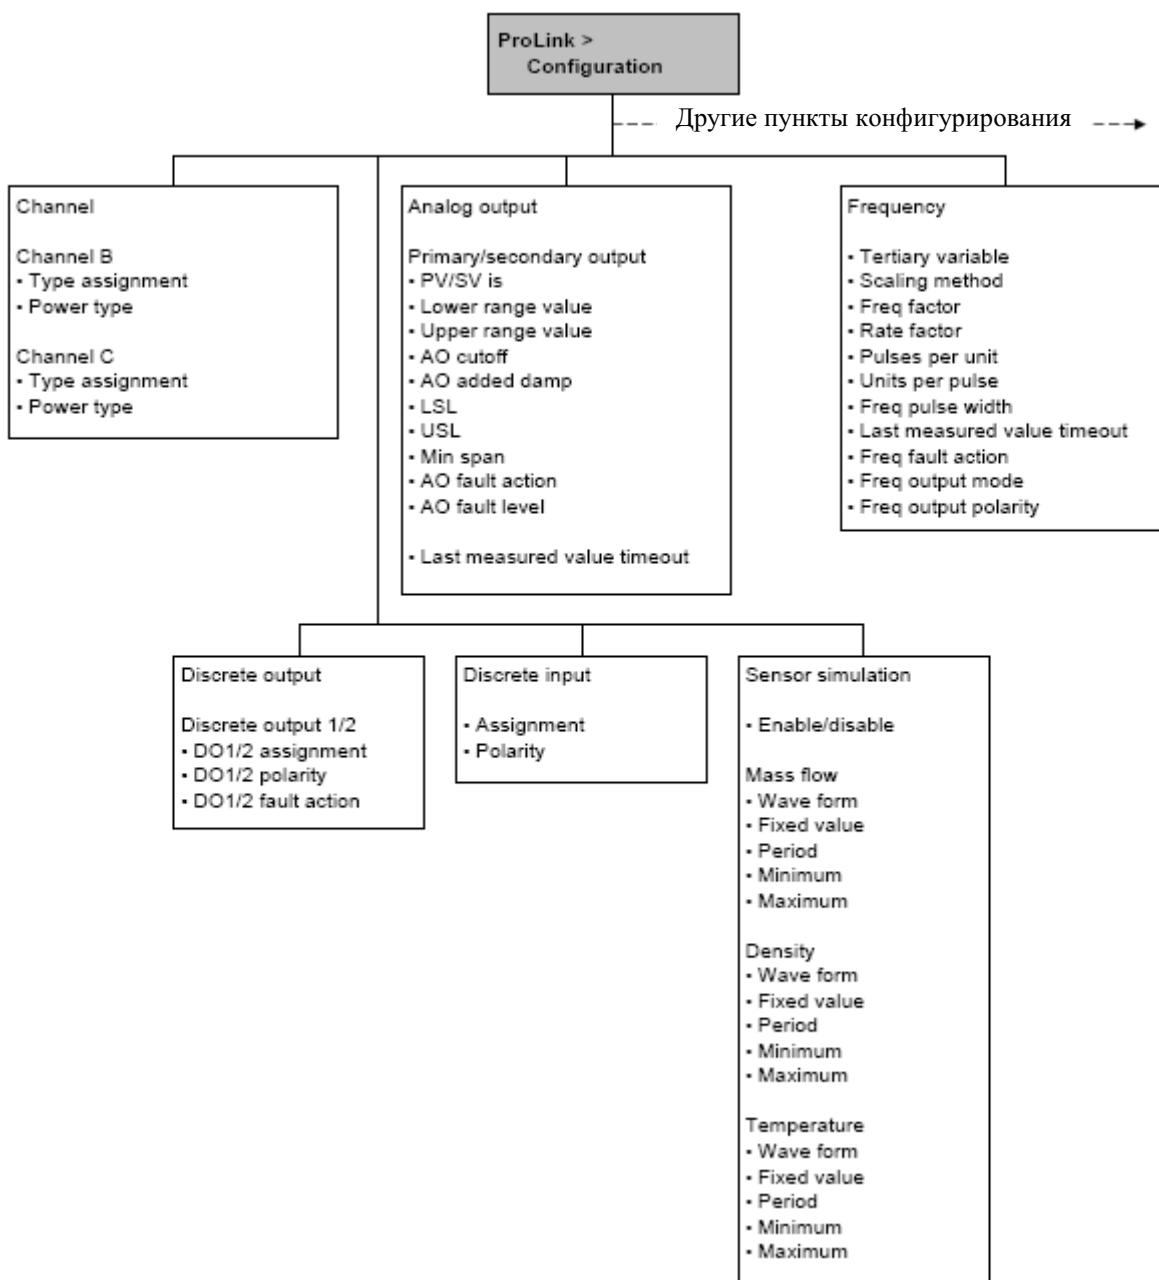 ProLink >
Configuration
Другие пункты конфигурирования
Channel
Channel B
▪ Type assignment
▪ Power type
Channel C
▪ Type assignment
▪ Power type
Analog output
Primary/secondary output
▪ PV/SV is
▪ Lower range value
▪ Upper range value
▪ AO cutoff
▪ AO added damp
▪ LSL
▪ USL
▪ Min span
▪ AO fault action
▪ AO fault level
▪ Last measured value timeout
Frequency
▪ Tertiary variable
▪ Scaling method
▪ Freq factor
▪ Rate factor
▪ Pulses per unit
▪ Units per pulse
▪ Freq pulse width
▪ Last measured value timeout
▪ Freq fault action
▪ Freq output mode
▪ Freq output polarity
Discrete output
Discrete output 1/2
▪ DO1/2 assignment
▪ DO1/2 polarity
▪ DO1/2 fault action
Discrete input
▪ Assignment
▪ Polarity
Sensor simulation
▪ Enable/disable
Mass flow
▪ Wave form
▪ Fixed value
▪ Period
▪ Minimum
▪ Maximum
Density
▪ Wave form
▪ Fixed value
▪ Period
▪ Minimum
▪ Maximum
Temperature
▪ Wave form
▪ Fixed value
▪ Period
▪ Minimum
▪ Maximum